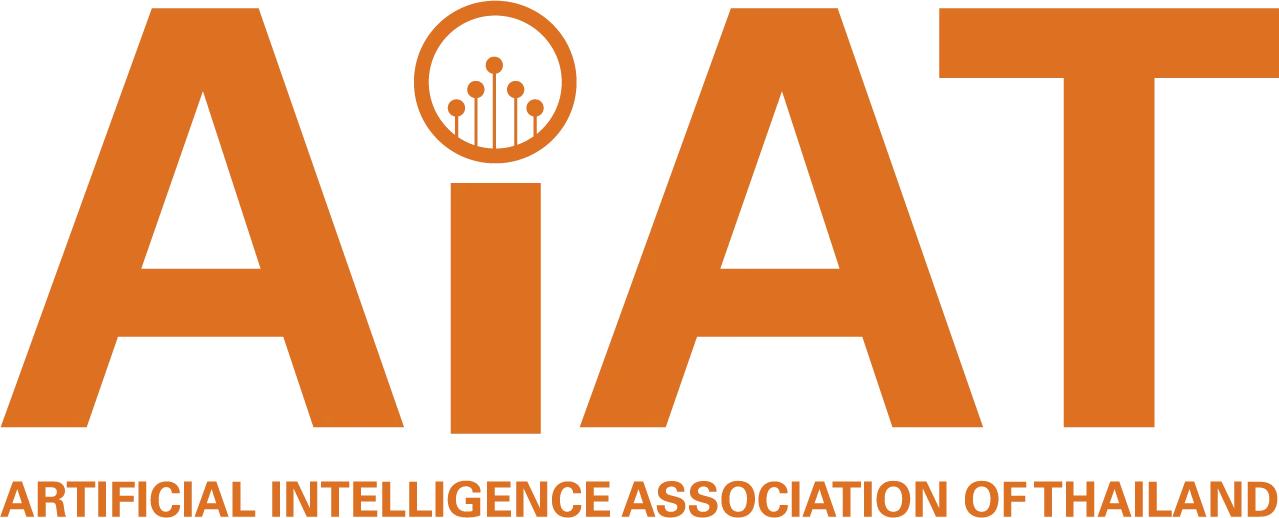 AiAT
ARTIFICIAL INTELLIGENCE ASSOCIATION OF THAILAND